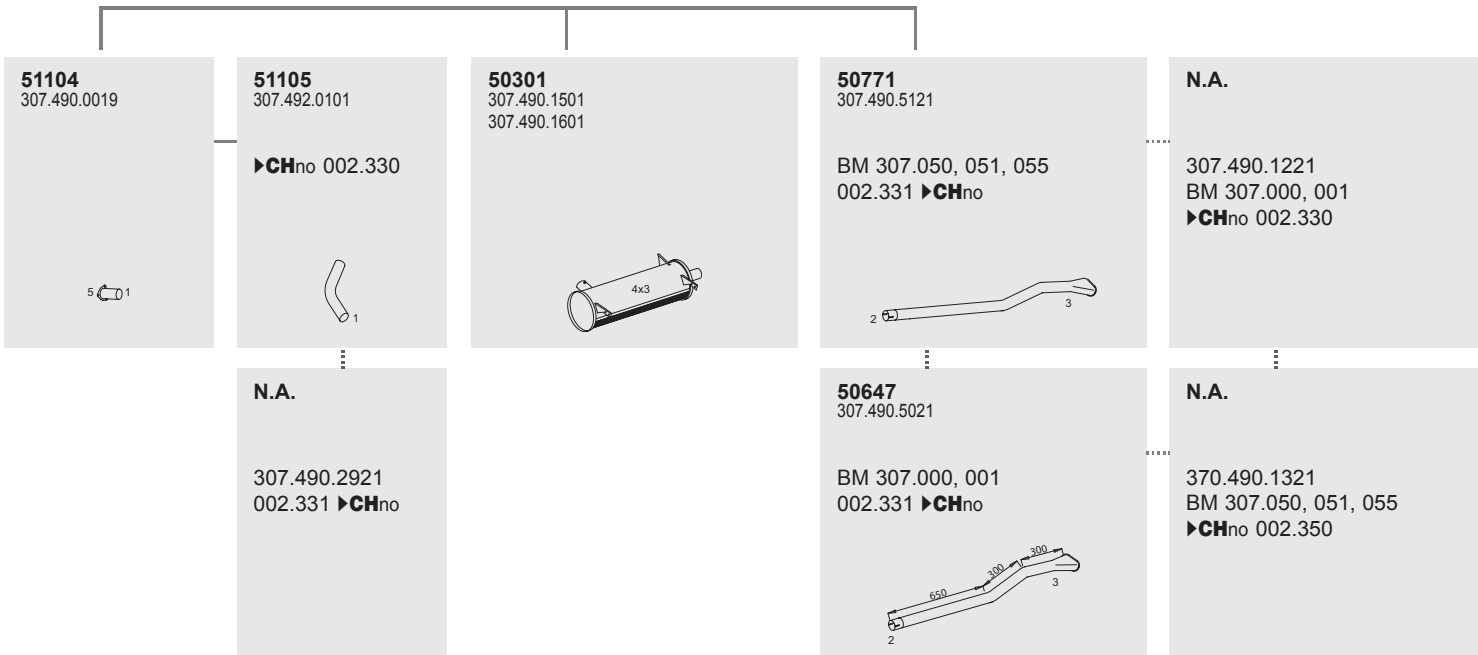 51104
307.490.0019
5 1
51105
307.492.0101
▶CHno 002.330
1
50301
307.490.1501
307.490.1601
4x3
50771
307.490.5121
BM 307.050, 051, 055
002.331 ▶CHno
2 3
N.A.
307.490.1221
BM 307.000, 001
▶CHno 002.330
N.A.
307.490.2921
002.331 ▶CHno
50647
307.490.5021
BM 307.000, 001
002.331 ▶CHno
650 300 300
2 3
N.A.
370.490.1321
BM 307.050, 051, 055
▶CHno 002.350